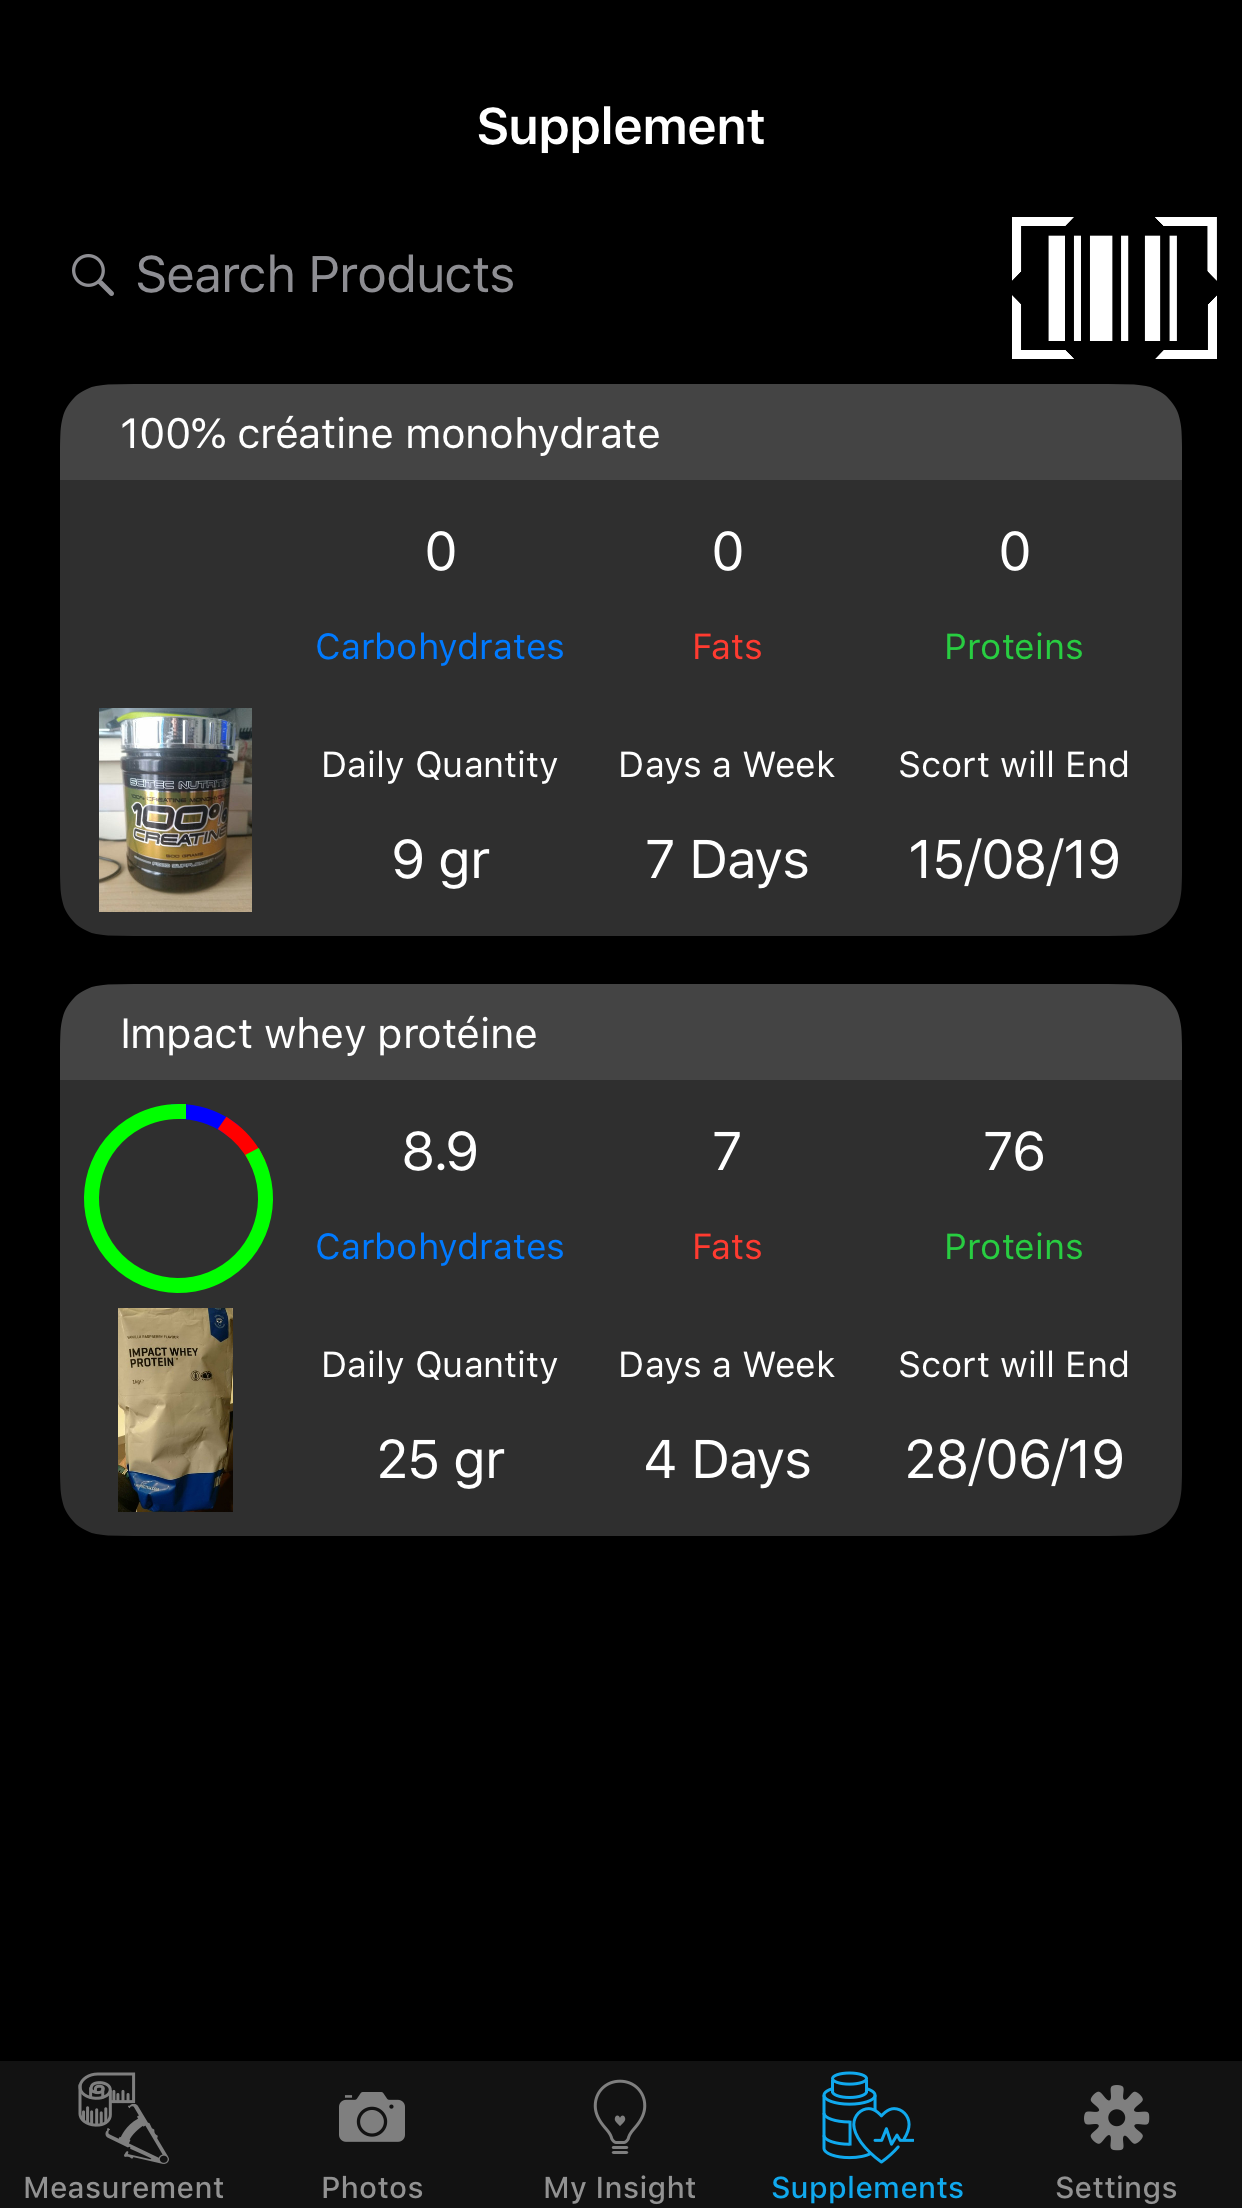 Supplement
Search Products
100% créatine monohydrate
0 0 0
Carbohydrates Fats Proteins
SCITEC NUTRIT
100%
CREATINE
Daily Quantity Days a Week Scort will End
9 gr 7 Days 15/08/19
Impact whey protéine
8.9 7 76
Carbohydrates Fats Proteins
IMPACT WHEY
PROTEIN
Daily Quantity Days a Week Scort will End
25 gr 4 Days 28/06/19
Measurement Photos My Insight Supplements Settings